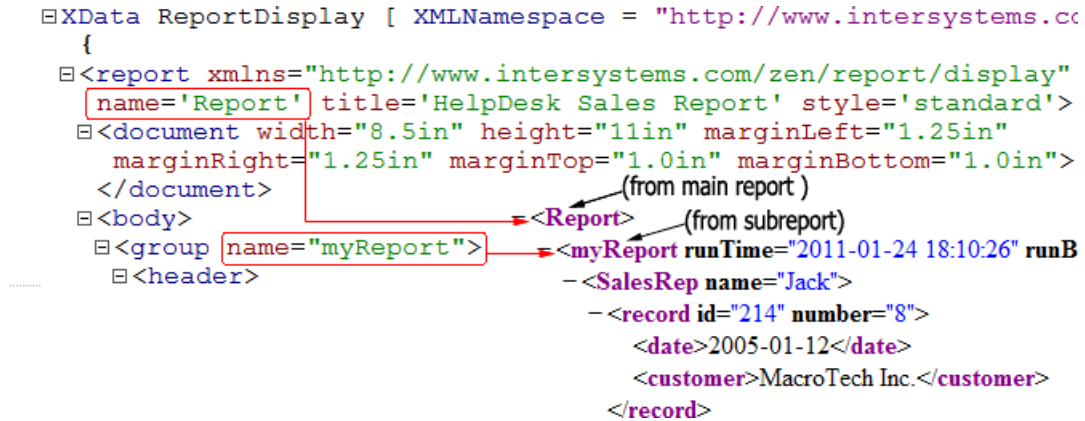 XData ReportDisplay [ XMLNamespace = "http://www.intersystems.co
{
<report xmlns="http://www.intersystems.com/zen/report/display"
name='Report' title='HelpDesk Sales Report' style='standard'>
<document width="8.5in" height="11in" marginLeft="1.25in"
marginRight="1.25in" marginTop="1.0in" marginBottom="1.0in">
</document>
(from main report )
<body>
<Report>
(from subreport)
<group name="myReport">
<myReport runTime="2011-01-24 18:10:26" runB
<header>
<SalesRep name="Jack">
<record id="214" number="8">
<date>2005-01-12</date>
<customer>MacroTech Inc.</customer>
</record>